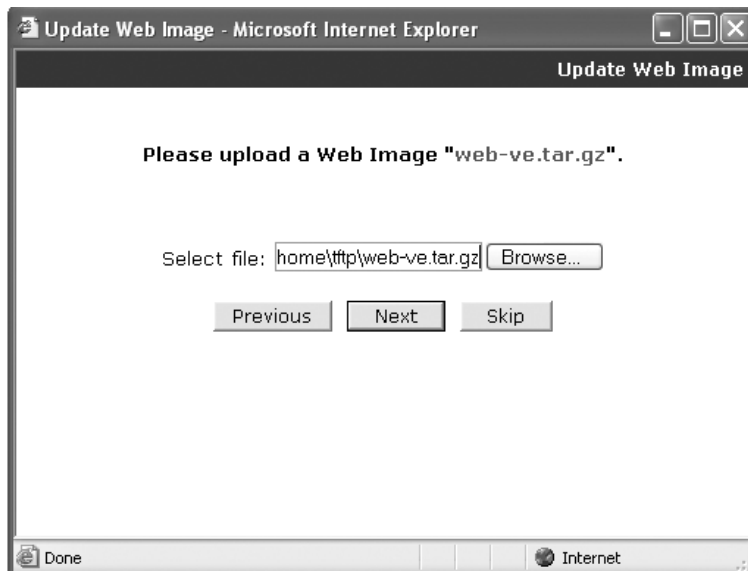 Update Web Image - Microsoft Internet Explorer
Update Web Image
Please upload a Web Image "web-ve.tar.gz".
Select file: home\tftp\web-ve.tar.gz Browse...
Previous Next Skip
Done Internet